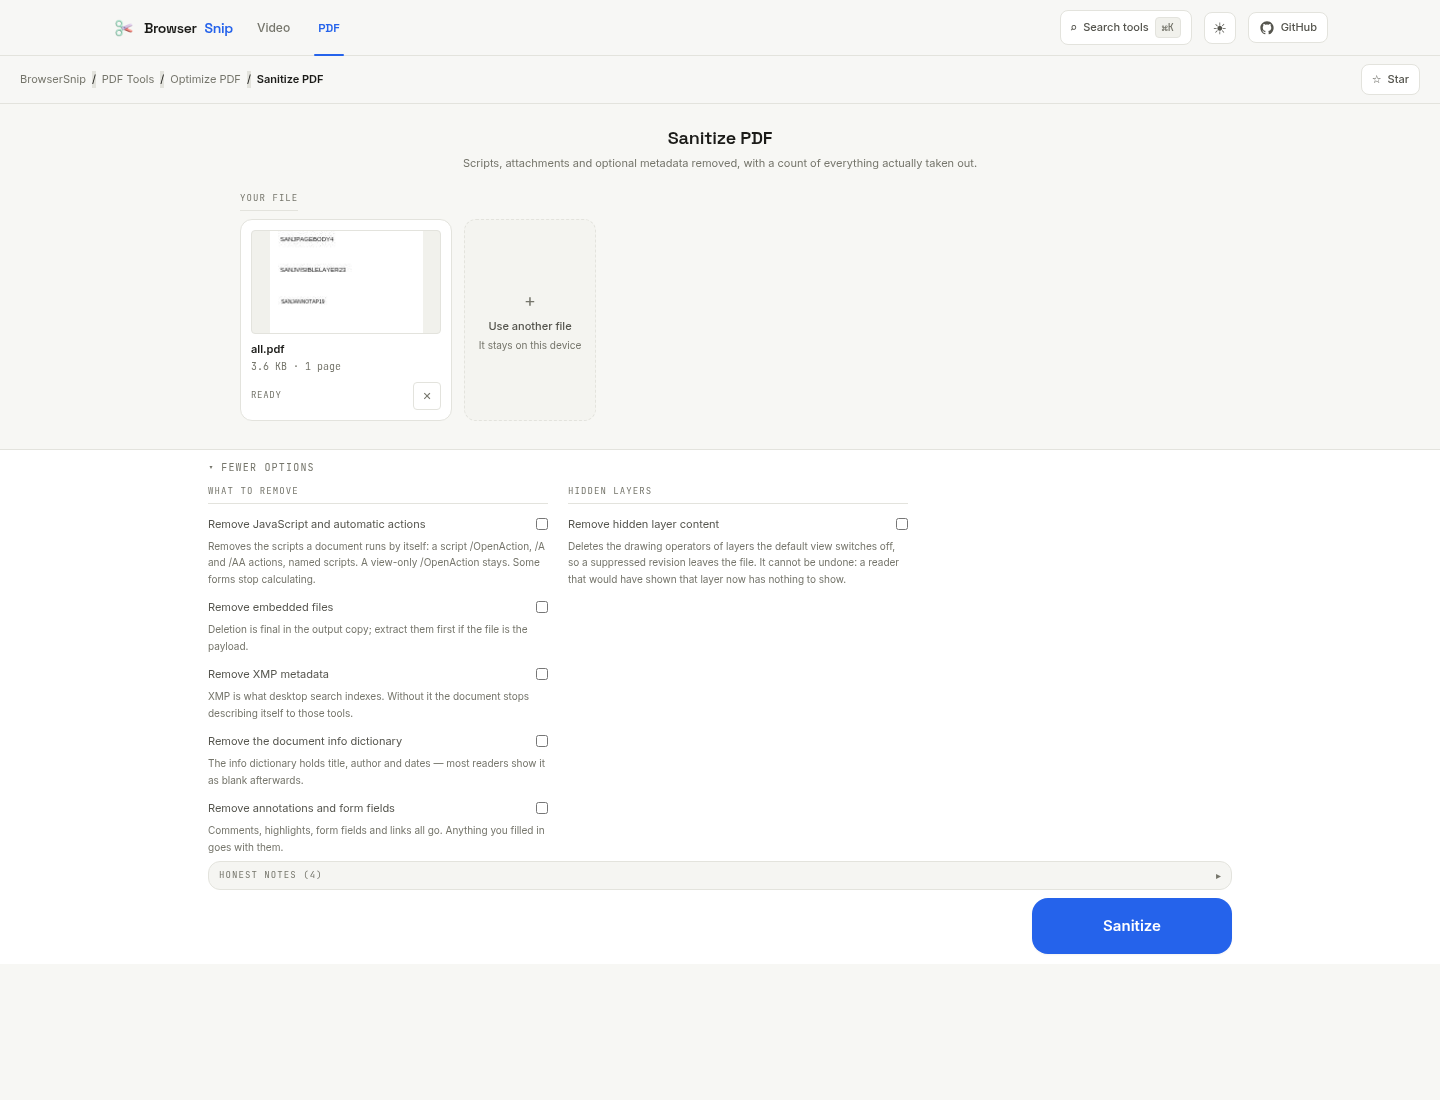 Browser Snip Video PDF Search tools ⌘K GitHub
BrowserSnip / PDF Tools / Optimize PDF / Sanitize PDF
☆ Star
Sanitize PDF
Scripts, attachments and optional metadata removed, with a count of everything actually taken out.
YOUR FILE
SANJPAGEBODY4
SANJVISIBLELAYER23
SANJANNOTAP19
all.pdf
3.6 KB · 1 page
READY
×
+
Use another file
It stays on this device
▾ FEWER OPTIONS
WHAT TO REMOVE
Remove JavaScript and automatic actions
Removes the scripts a document runs by itself: a script /OpenAction, /A
and /AA actions, named scripts. A view-only /OpenAction stays. Some
forms stop calculating.
Remove embedded files
Deletion is final in the output copy; extract them first if the file is the
payload.
Remove XMP metadata
XMP is what desktop search indexes. Without it the document stops
describing itself to those tools.
Remove the document info dictionary
The info dictionary holds title, author and dates — most readers show it
as blank afterwards.
Remove annotations and form fields
Comments, highlights, form fields and links all go. Anything you filled in
goes with them.
HIDDEN LAYERS
Remove hidden layer content
Deletes the drawing operators of layers the default view switches off,
so a suppressed revision leaves the file. It cannot be undone: a reader
that would have shown that layer now has nothing to show.
HONEST NOTES (4) ▸
Sanitize